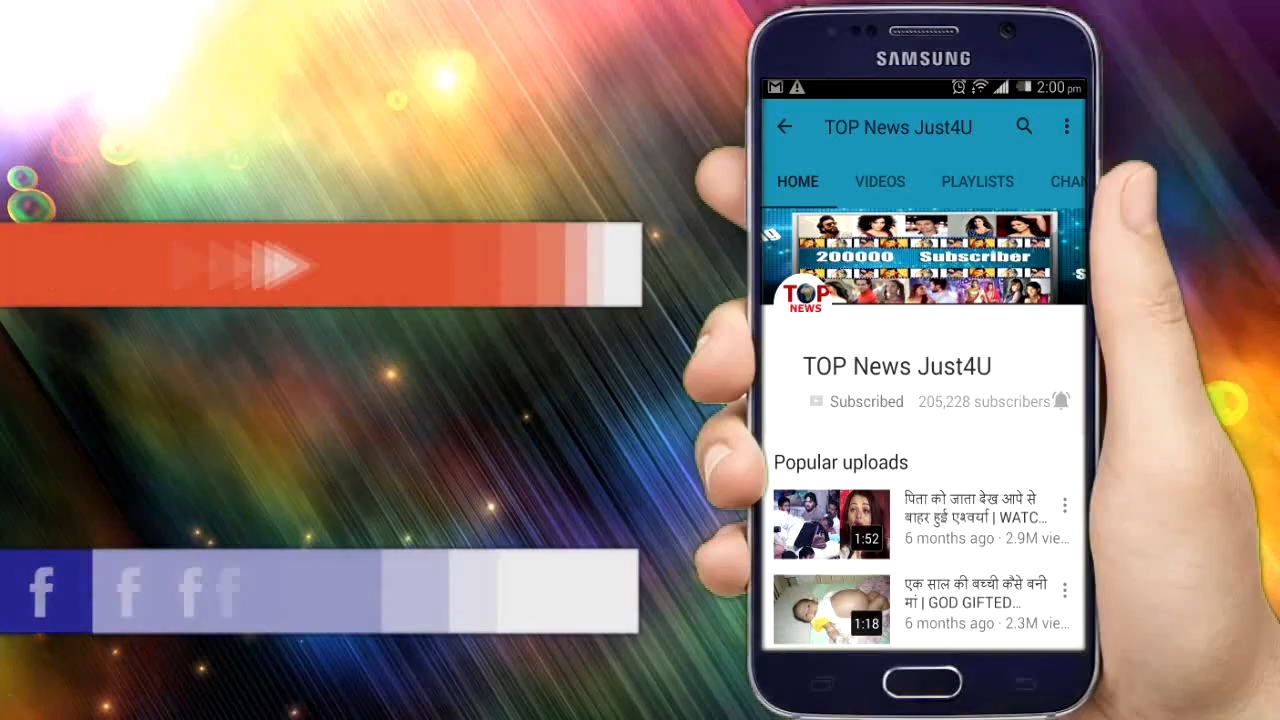 SAMSUNG
2:00 pm
TOP News Just4U
HOME VIDEOS PLAYLISTS CHAN
200000 Subscriber
TOP
NEWS
TOP News Just4U
Subscribed 205,228 subscribers
Popular uploads
पिता को जाता देख आपे से
बाहर हुई एश्वर्या | WATC...
6 months ago · 2.9M vie...
1:52
एक साल की बच्ची कैसे बनी
मां | GOD GIFTED...
6 months ago · 2.3M vie...
1:18
f f f f